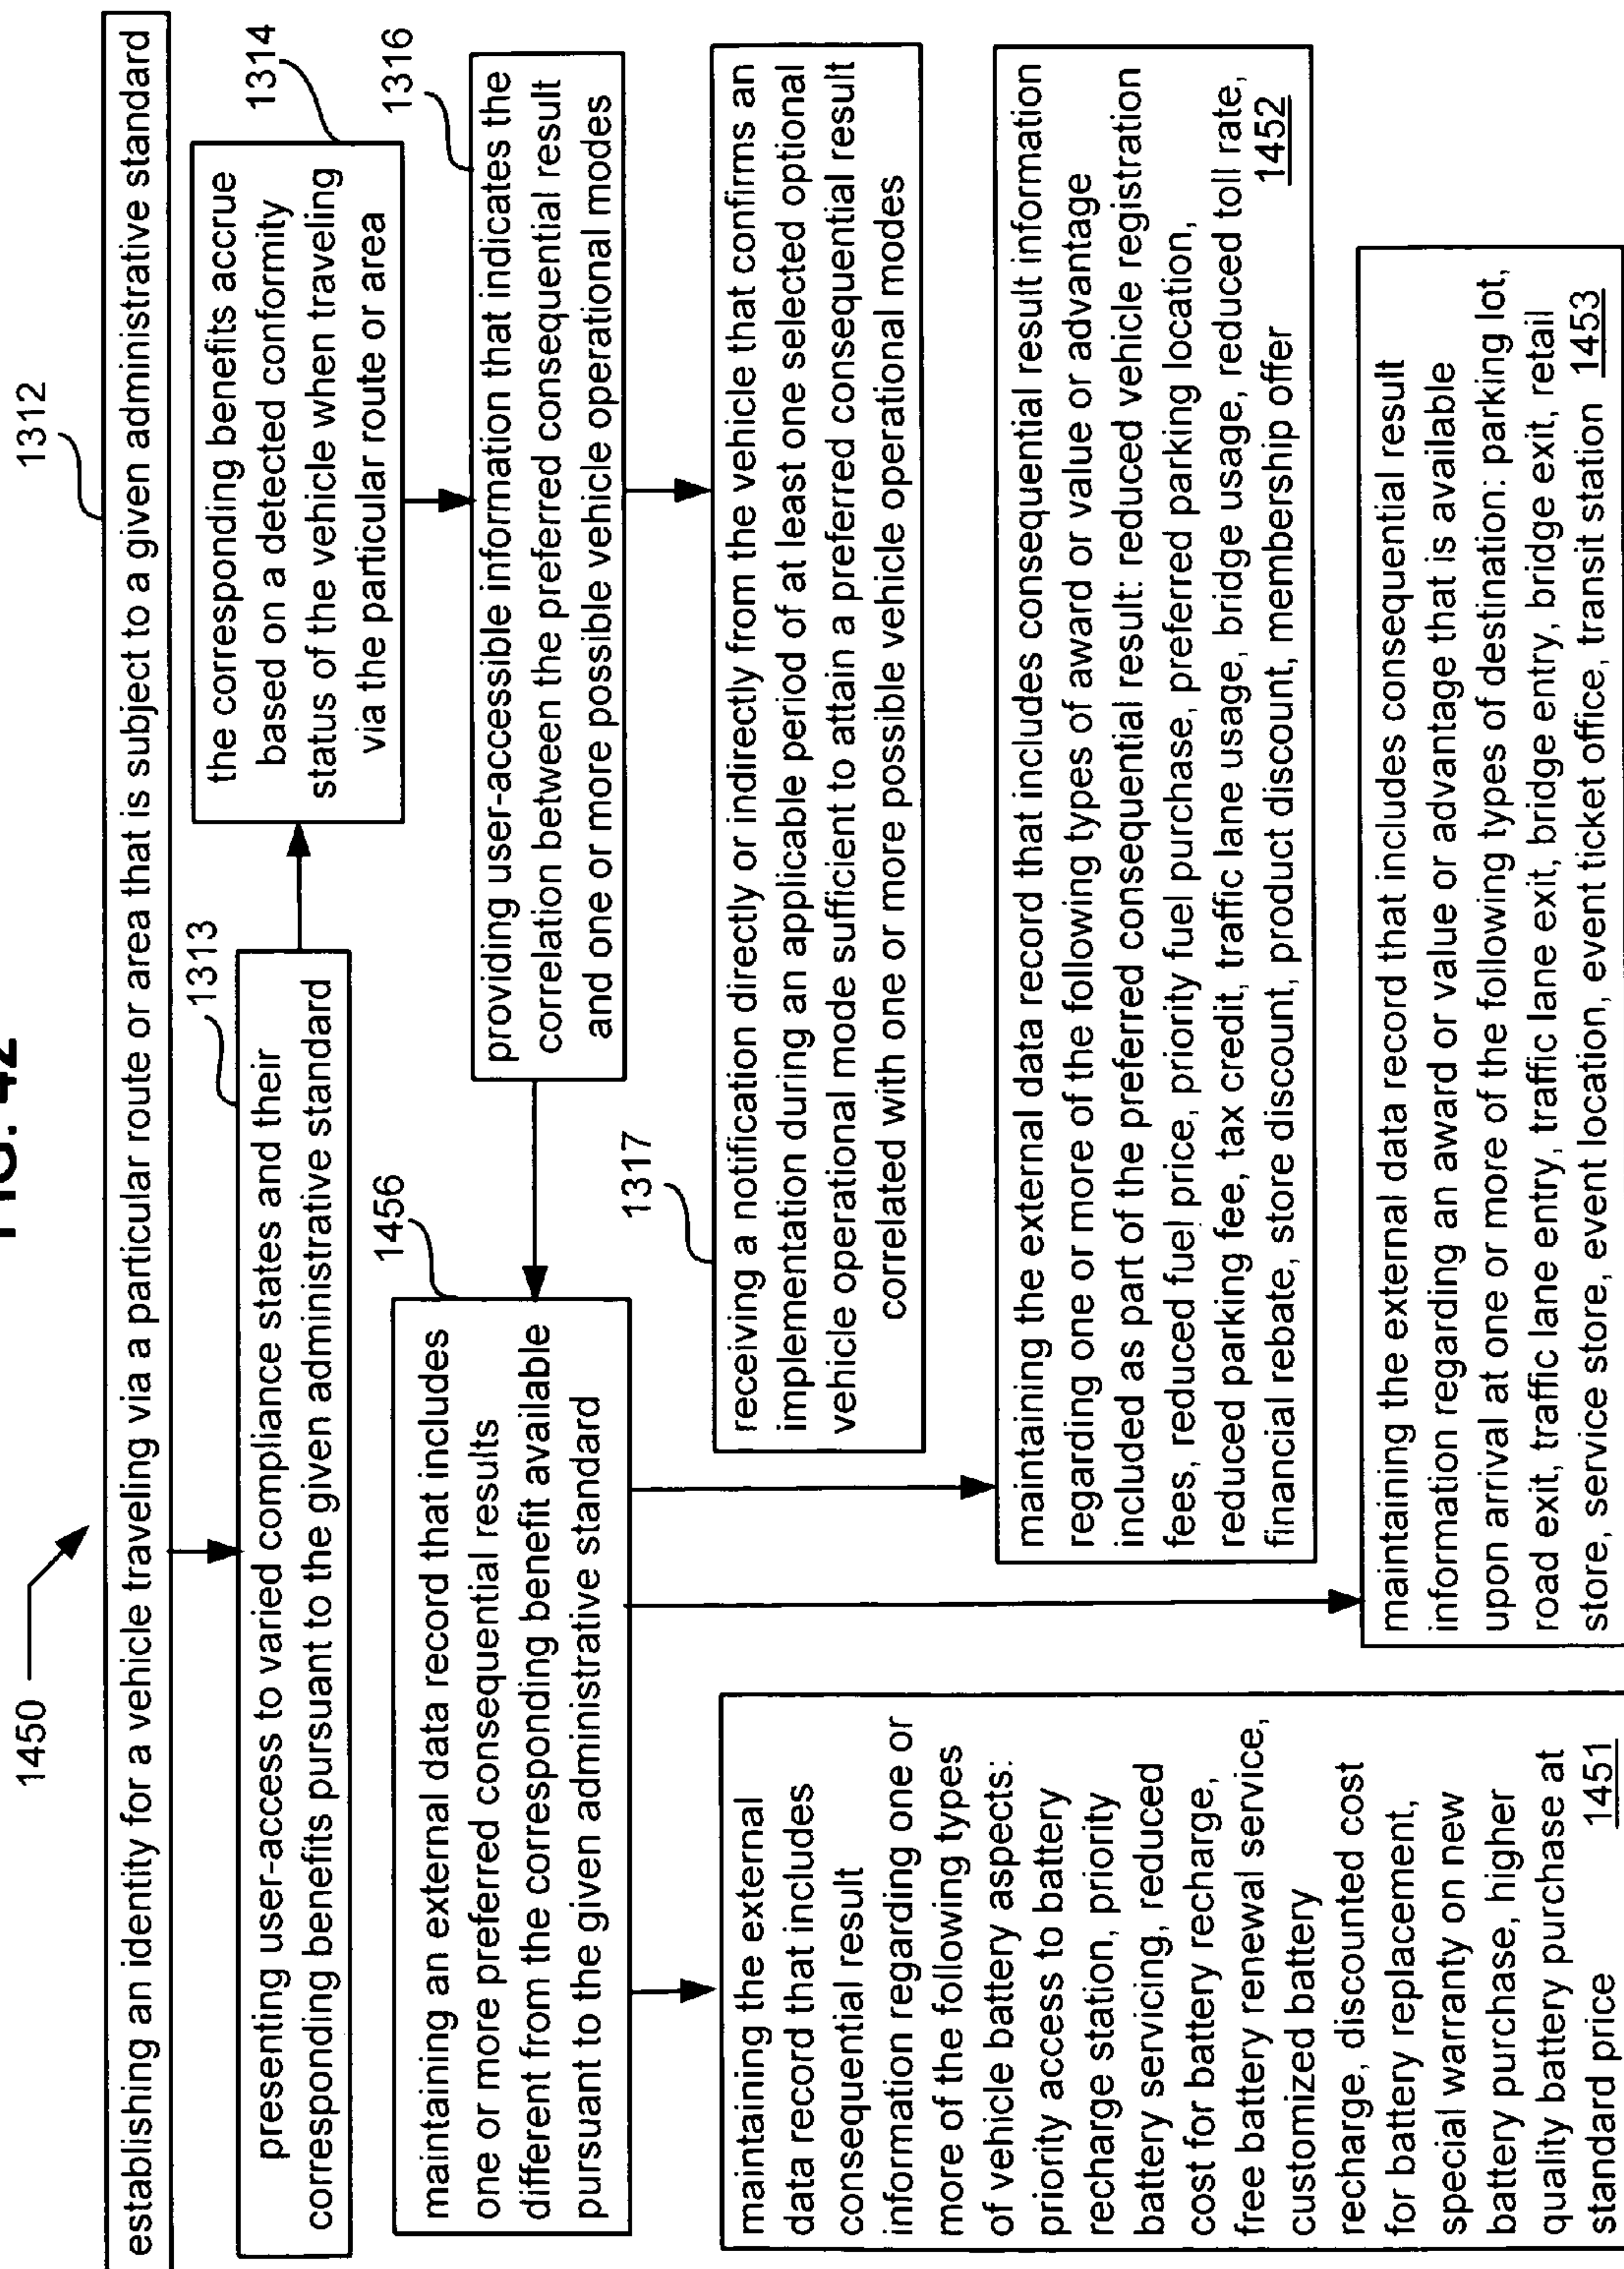 FIG. 42
1450
1312
establishing an identity for a vehicle traveling via a particular route or area that is subject to a given administrative standard
1313
presenting user-access to varied compliance states and their
corresponding benefits pursuant to the given administrative standard
1314
the corresponding benefits accrue
based on a detected conformity
status of the vehicle when traveling
via the particular route or area
1316
providing user-accessible information that indicates the
correlation between the preferred consequential result
and one or more possible vehicle operational modes
1456
maintaining an external data record that includes
one or more preferred consequential results
different from the corresponding benefit available
pursuant to the given administrative standard
1317
receiving a notification directly or indirectly from the vehicle that confirms an
implementation during an applicable period of at least one selected optional
vehicle operational mode sufficient to attain a preferred consequential result
correlated with one or more possible vehicle operational modes
maintaining the external
data record that includes
consequential result
information regarding one or
more of the following types
of vehicle battery aspects:
priority access to battery
recharge station, priority
battery servicing, reduced
cost for battery recharge,
free battery renewal service,
customized battery
recharge, discounted cost
for battery replacement,
special warranty on new
battery purchase, higher
quality battery purchase at
standard price 1451
maintaining the external data record that includes consequential result information
regarding one or more of the following types of award or value or advantage
included as part of the preferred consequential result: reduced vehicle registration
fees, reduced fuel price, priority fuel purchase, preferred parking location,
reduced parking fee, tax credit, traffic lane usage, bridge usage, reduced toll rate,
financial rebate, store discount, product discount, membership offer 1452
maintaining the external data record that includes consequential result
information regarding an award or value or advantage that is available
upon arrival at one or more of the following types of destination: parking lot,
road exit, traffic lane entry, traffic lane exit, bridge entry, bridge exit, retail
store, service store, event location, event ticket office, transit station 1453